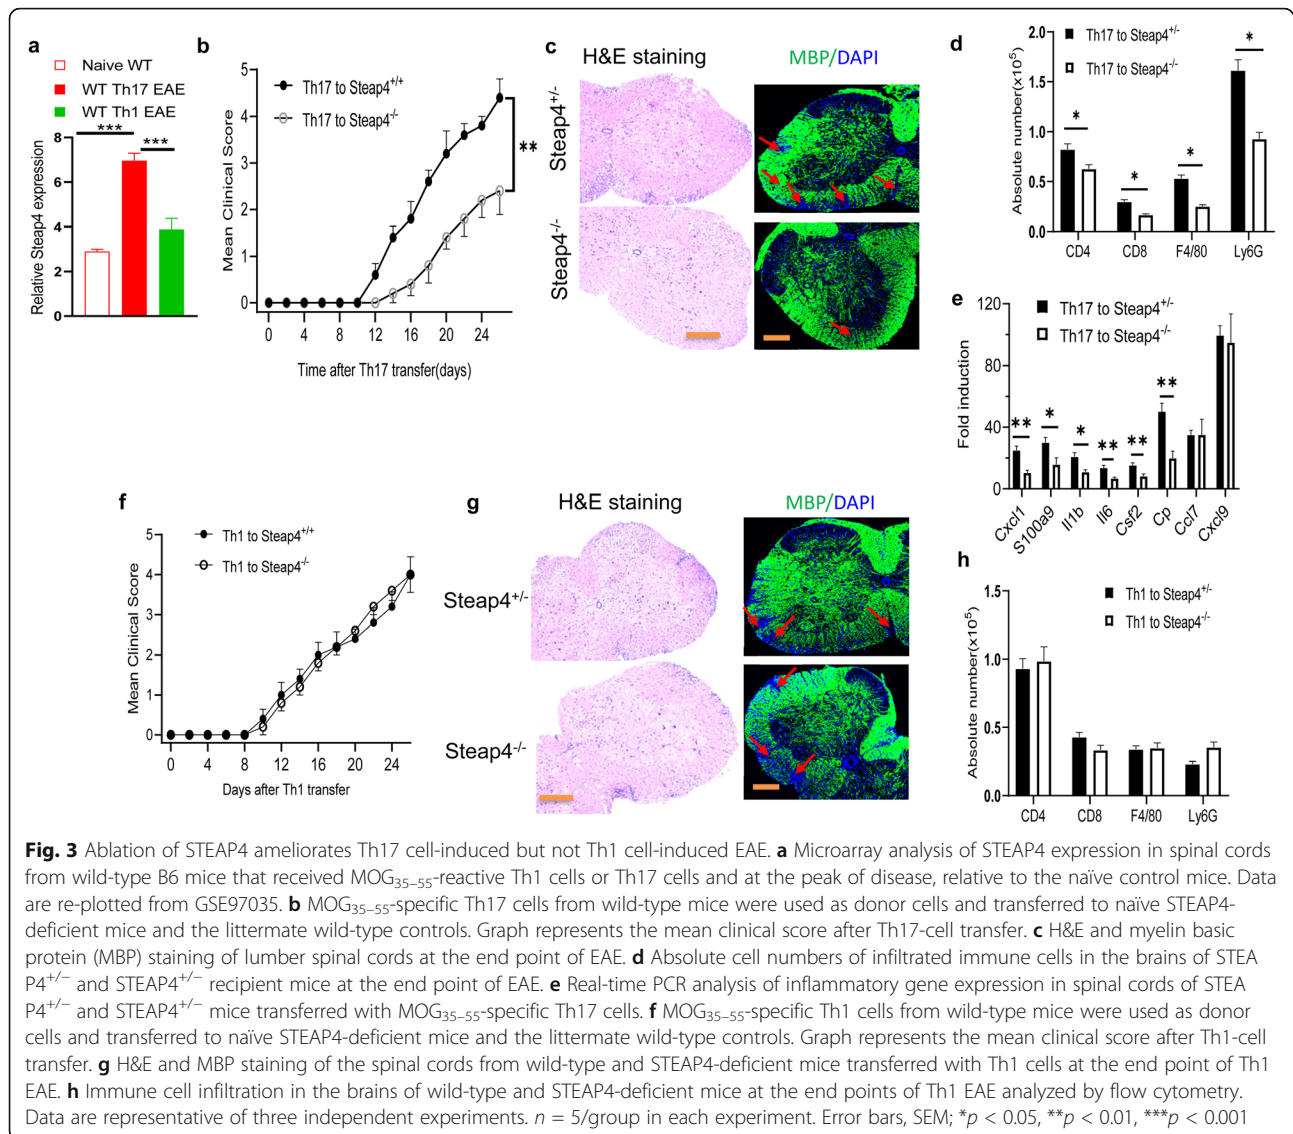 a
Naive WT
WT Th17 EAE
WT Th1 EAE
***
***
Relative Steap4 expression
8
6
4
2
0
b
Th17 to Steap4+/+
Th17 to Steap4-/-
**
Mean Clinical Score
5
4
3
2
1
0
0 4 8 12 16 20 24
Time after Th17 transfer(days)
c
H&E staining
MBP/DAPI
Steap4+/-
Steap4-/-
d
Th17 to Steap4+/-
Th17 to Steap4-/-
* * * *
Absolute number(x10⁵)
2.0
1.5
1.0
0.5
0.0
CD4 CD8 F4/80 Ly6G
e
Th17 to Steap4+/-
Th17 to Steap4-/-
** * * ** ** **
Fold induction
120
80
40
0
Cxcl1 S100a9 Il1b Il6 Csf2 Cp Ccl7 Cxcl9
f
Th1 to Steap4+/+
Th1 to Steap4-/-
Mean Clinical Score
5
4
3
2
1
0
0 4 8 12 16 20 24
Days after Th1 transfer
g
H&E staining
MBP/DAPI
Steap4+/-
Steap4-/-
h
Th1 to Steap4+/-
Th1 to Steap4-/-
Absolute number(x10⁵)
1.5
1.0
0.5
0.0
CD4 CD8 F4/80 Ly6G
Fig. 3 Ablation of STEAP4 ameliorates Th17 cell-induced but not Th1 cell-induced EAE. a Microarray analysis of STEAP4 expression in spinal cords
from wild-type B6 mice that received MOG35–55-reactive Th1 cells or Th17 cells and at the peak of disease, relative to the naïve control mice. Data
are re-plotted from GSE97035. b MOG35–55-specific Th17 cells from wild-type mice were used as donor cells and transferred to naïve STEAP4-
deficient mice and the littermate wild-type controls. Graph represents the mean clinical score after Th17-cell transfer. c H&E and myelin basic
protein (MBP) staining of lumber spinal cords at the end point of EAE. d Absolute cell numbers of infiltrated immune cells in the brains of STEA
P4+/− and STEAP4+/− recipient mice at the end point of EAE. e Real-time PCR analysis of inflammatory gene expression in spinal cords of STEA
P4+/− and STEAP4+/− mice transferred with MOG35–55-specific Th17 cells. f MOG35–55-specific Th1 cells from wild-type mice were used as donor
cells and transferred to naïve STEAP4-deficient mice and the littermate wild-type controls. Graph represents the mean clinical score after Th1-cell
transfer. g H&E and MBP staining of the spinal cords from wild-type and STEAP4-deficient mice transferred with Th1 cells at the end point of Th1
EAE. h Immune cell infiltration in the brains of wild-type and STEAP4-deficient mice at the end points of Th1 EAE analyzed by flow cytometry.
Data are representative of three independent experiments. n = 5/group in each experiment. Error bars, SEM; *p < 0.05, **p < 0.01, ***p < 0.001